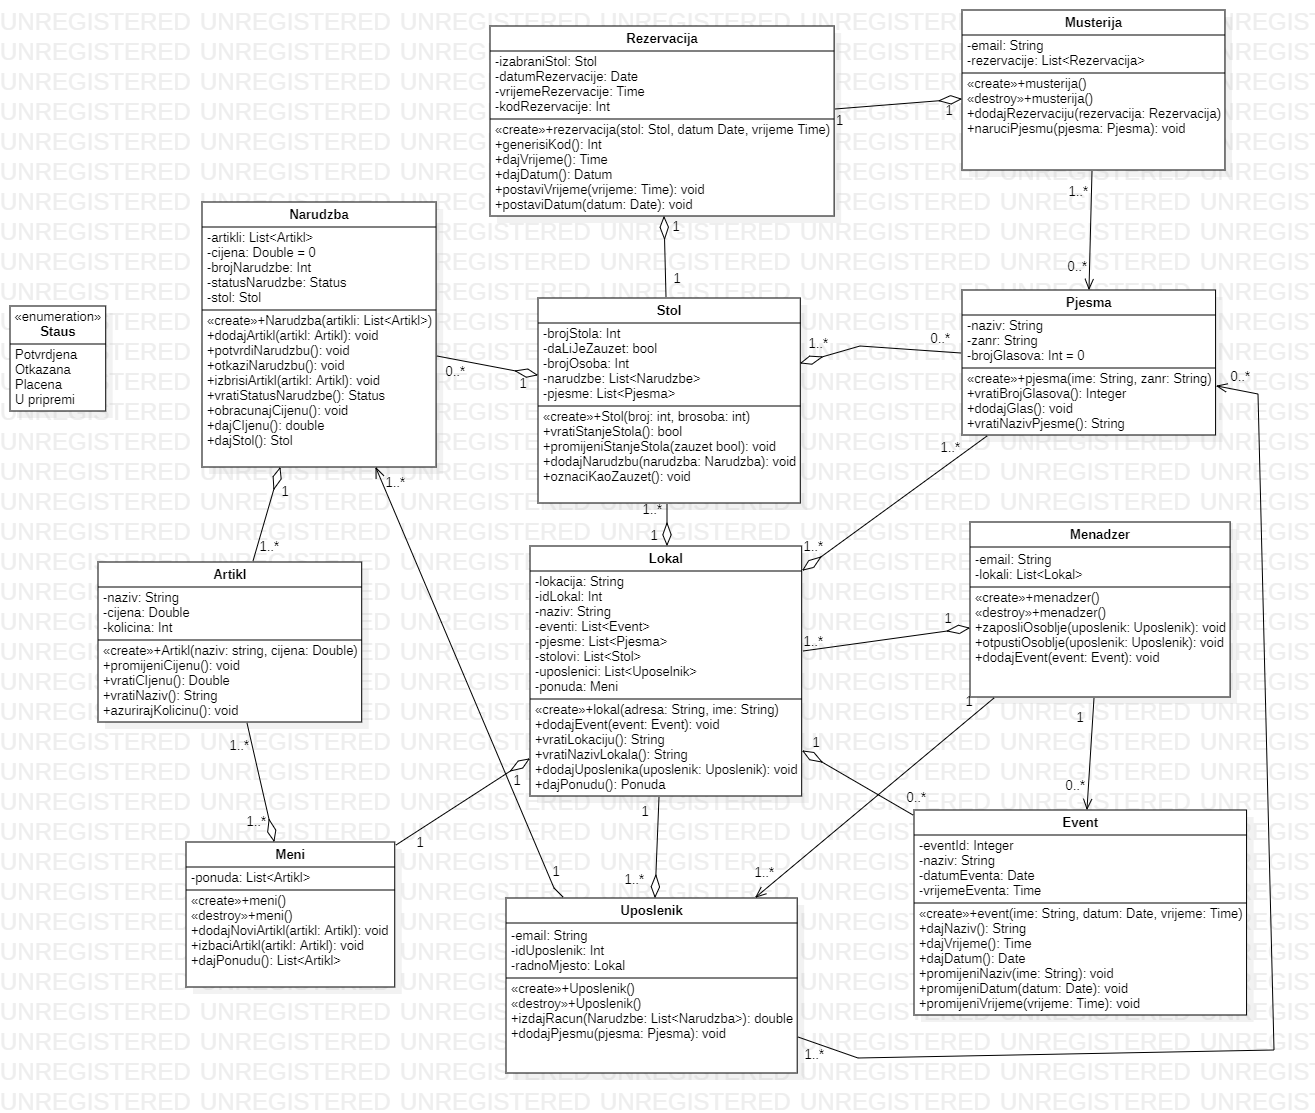 Rezervacija
-izabraniStol: Stol
-datumRezervacije: Date
-vrijemeRezervacije: Time
-kodRezervacije: Int
«create»+rezervacija(stol: Stol, datum Date, vrijeme Time)
+generisiKod(): Int
+dajVrijeme(): Time
+dajDatum(): Datum
+postaviVrijeme(vrijeme: Time): void
+postaviDatum(datum: Date): void
Musterija
-email: String
-rezervacije: List<Rezervacija>
«create»+musterija()
«destroy»+musterija()
+dodajRezervaciju(rezervacija: Rezervacija)
+naruciPjesmu(pjesma: Pjesma): void
1
1
1..*
0..*
1
1
Narudzba
-artikli: List<Artikl>
-cijena: Double = 0
-brojNarudzbe: Int
-statusNarudzbe: Status
-stol: Stol
«create»+Narudzba(artikli: List<Artikl>)
+dodajArtikl(artikl: Artikl): void
+potvrdiNarudzbu(): void
+otkaziNarudzbu(): void
+izbrisiArtikl(artikl: Artikl): void
+vratiStatusNarudzbe(): Status
+obracunajCijenu(): void
+dajCIjenu(): double
+dajStol(): Stol
«enumeration»
Staus
Potvrdjena
Otkazana
Placena
U pripremi
Stol
-brojStola: Int
-daLiJeZauzet: bool
-brojOsoba: Int
-narudzbe: List<Narudzbe>
-pjesme: List<Pjesma>
«create»+Stol(broj: int, brosoba: int)
+vratiStanjeStola(): bool
+promijeniStanjeStola(zauzet bool): void
+dodajNarudzbu(narudzba: Narudzba): void
+oznaciKaoZauzet(): void
Pjesma
-naziv: String
-zanr: String
-brojGlasova: Int = 0
«create»+pjesma(ime: String, zanr: String)
+vratiBrojGlasova(): Integer
+dodajGlas(): void
+vratiNazivPjesme(): String
0..*
1
1..*
0..*
0..*
1..*
1..*
1
1..*
1..*
1
1..*
Artikl
-naziv: String
-cijena: Double
-kolicina: Int
«create»+Artikl(naziv: string, cijena: Double)
+promijeniCijenu(): void
+vratiCIjenu(): Double
+vratiNaziv(): String
+azurirajKolicinu(): void
Lokal
-lokacija: String
-idLokal: Int
-naziv: String
-eventi: List<Event>
-pjesme: List<Pjesma>
-stolovi: List<Stol>
-uposlenici: List<Uposelnik>
-ponuda: Meni
«create»+lokal(adresa: String, ime: String)
+dodajEvent(event: Event): void
+vratiLokaciju(): String
+vratiNazivLokala(): String
+dodajUposlenika(uposlenik: Uposlenik): void
+dajPonudu(): Ponuda
Menadzer
-email: String
-lokali: List<Lokal>
«create»+menadzer()
«destroy»+menadzer()
+zaposliOsoblje(uposlenik: Uposlenik): void
+otpustiOsoblje(uposlenik: Uposlenik): void
+dodajEvent(event: Event): void
1
1..*
1
1
1..*
1
1
0..*
0..*
1..*
1
1
1
1..*
1..*
1
1..*
Meni
-ponuda: List<Artikl>
«create»+meni()
«destroy»+meni()
+dodajNoviArtikl(artikl: Artikl): void
+izbaciArtikl(artikl: Artikl): void
+dajPonudu(): List<Artikl>
Uposlenik
-email: String
-idUposlenik: Int
-radnoMjesto: Lokal
«create»+Uposlenik()
«destroy»+Uposlenik()
+izdajRacun(Narudzbe: List<Narudzba>): double
+dodajPjesmu(pjesma: Pjesma): void
Event
-eventId: Integer
-naziv: String
-datumEventa: Date
-vrijemeEventa: Time
«create»+event(ime: String, datum: Date, vrijeme: Time)
+dajNaziv(): String
+dajVrijeme(): Time
+dajDatum(): Date
+promijeniNaziv(ime: String): void
+promijeniDatum(datum: Date): void
+promijeniVrijeme(vrijeme: Time): void
1..*